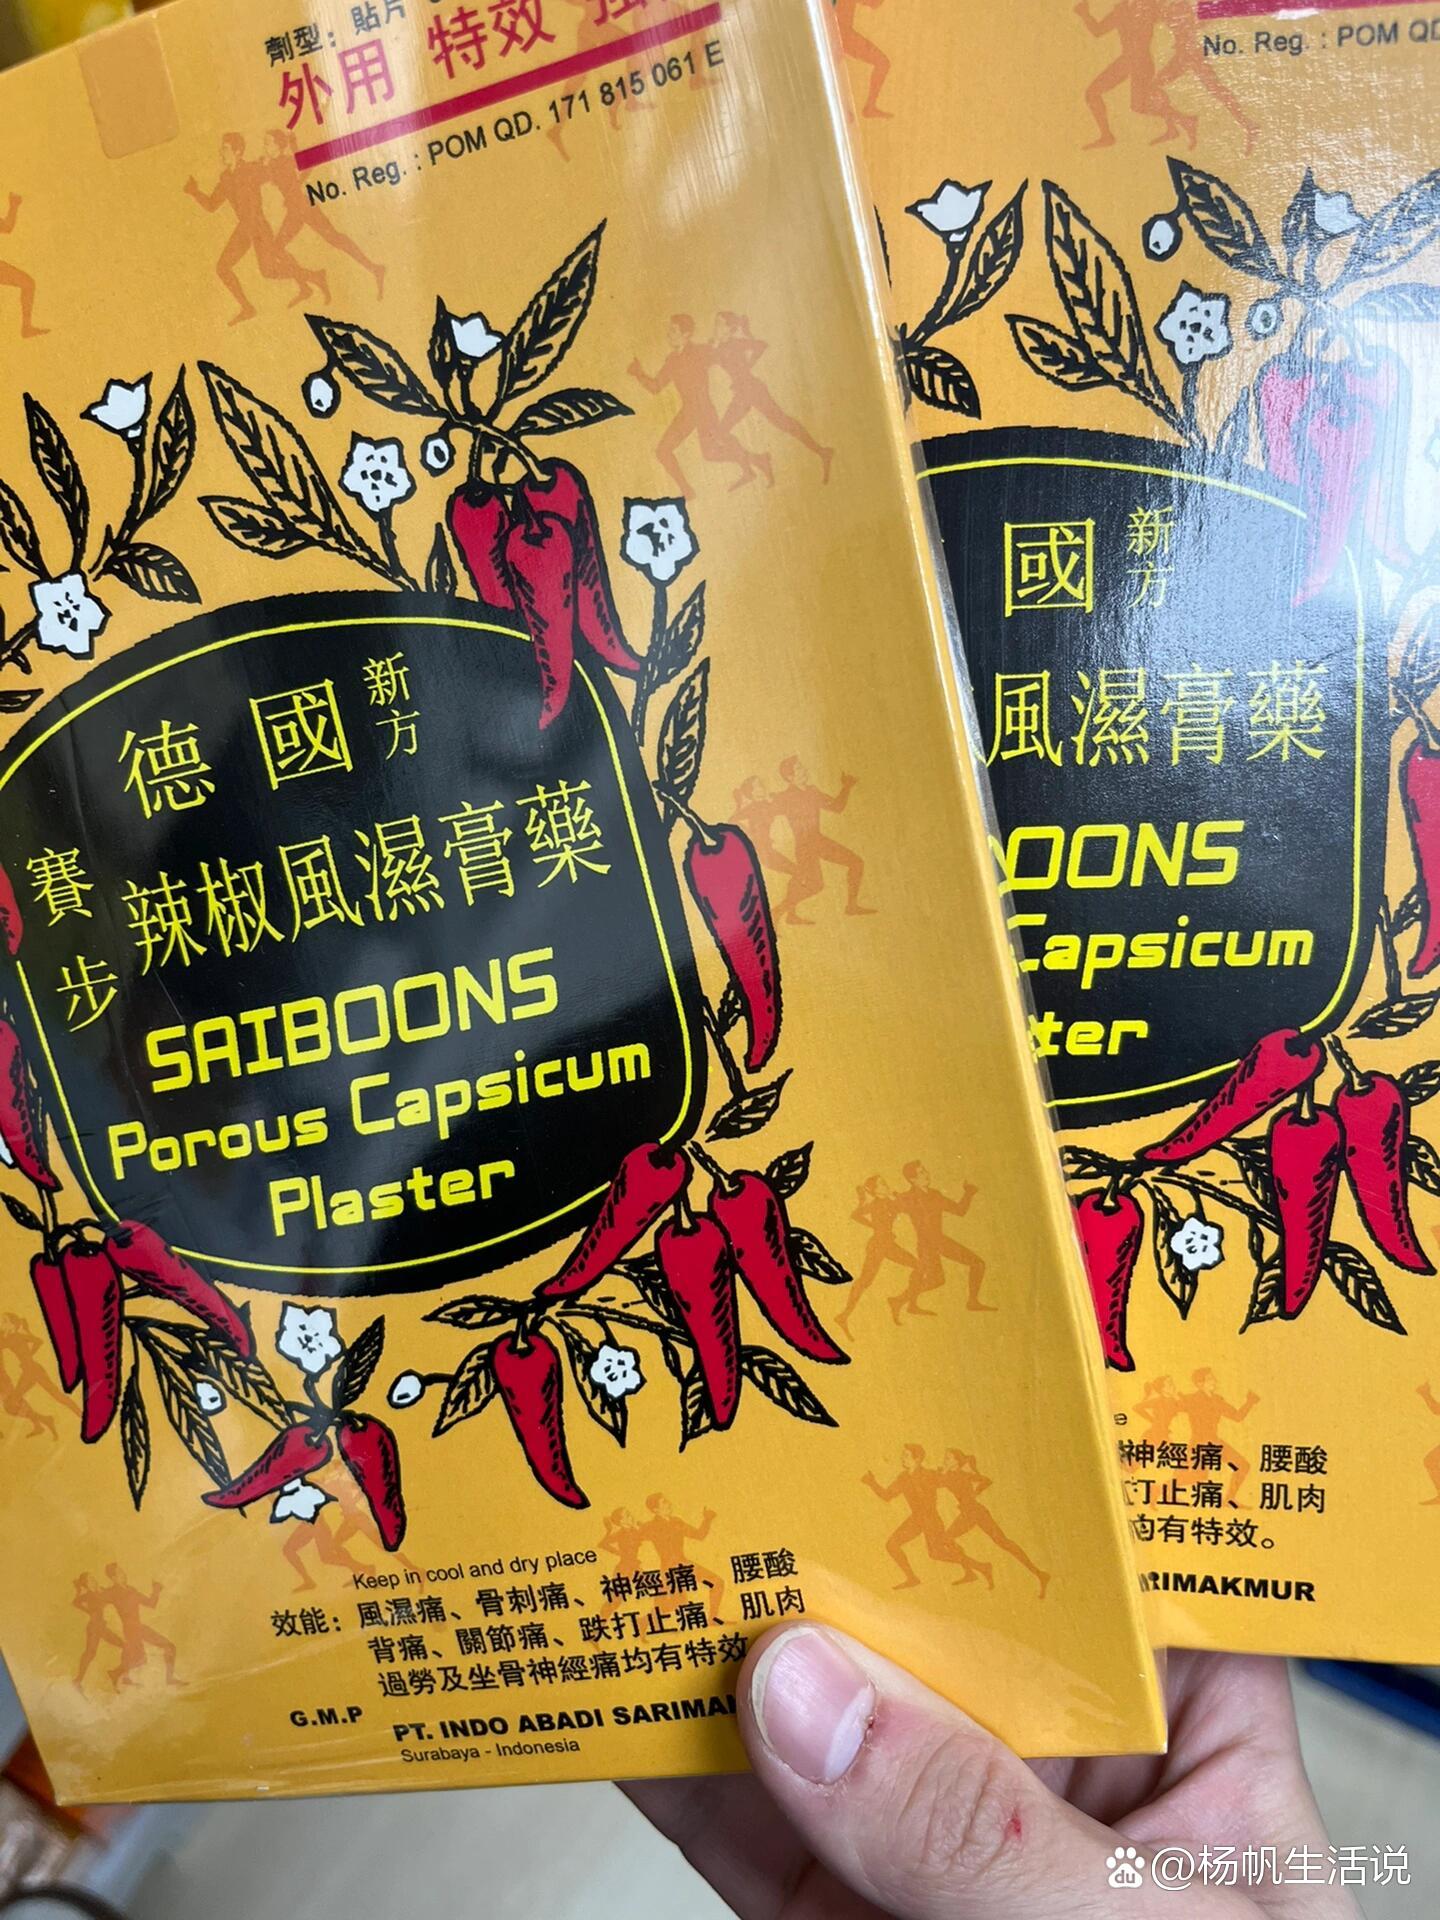 劑型：貼片
外用 特效
No. Reg. : POM QD. 171 815 061 E
德國
新方
賽步
辣椒風濕膏藥
SAIBOONS
Porous Capsicum
Plaster
Keep in cool and dry place
效能：風濕痛、骨刺痛、神經痛、腰酸
背痛、關節痛、跌打止痛、肌肉
過勞及坐骨神經痛均有特效
G.M.P
PT. INDO ABADI
Surabaya - Indonesia
No. Reg. : POM
國
新方
風濕膏藥
OONS
Capsicum
ter
神經痛、腰酸
打止痛、肌肉
均有特效。
RIMAKMUR
@杨帆生活说